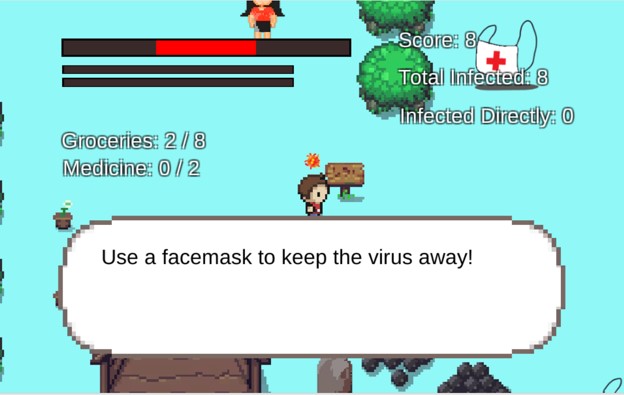 Score: 8
Total Infected: 8
Infected Directly: 0
Groceries: 2 / 8
Medicine: 0 / 2
Use a facemask to keep the virus away!